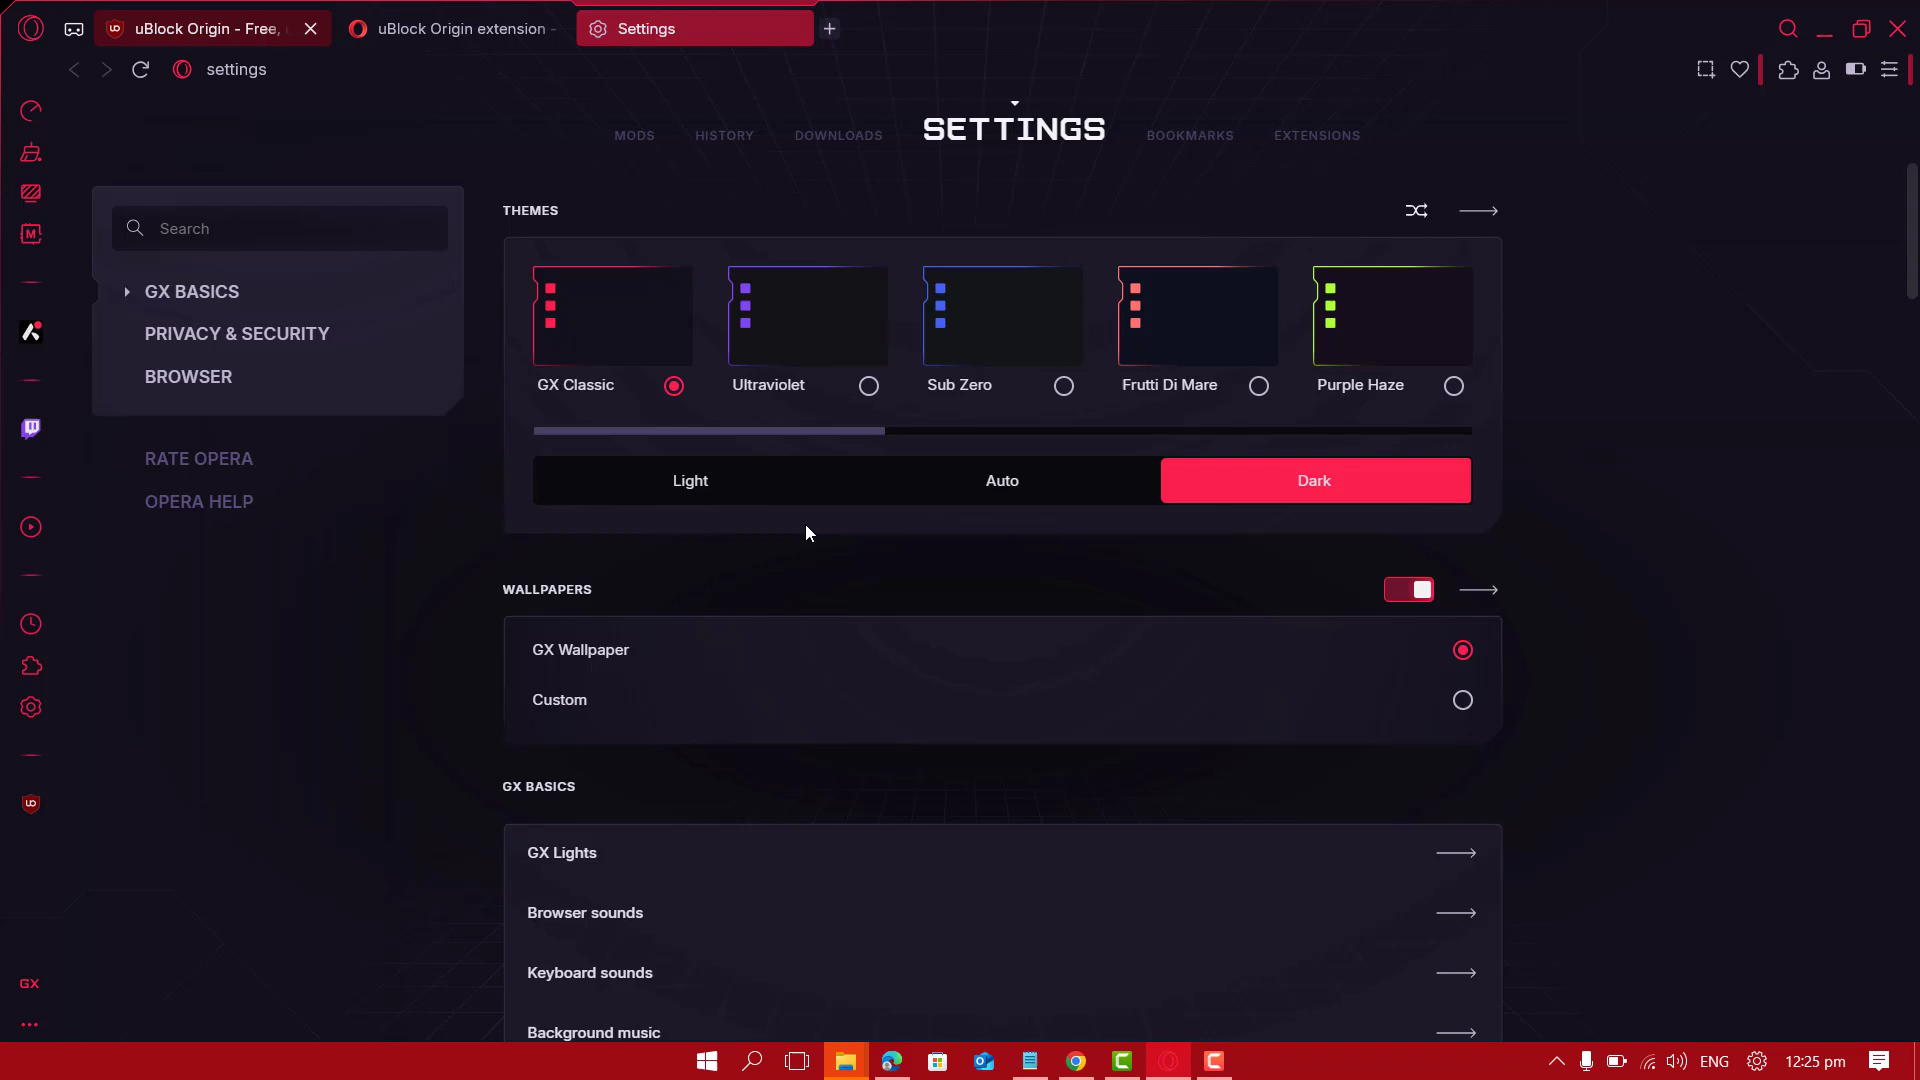 uBlock Origin - Free,
uBlock Origin extension -
Settings
settings
MODS
HISTORY
DOWNLOADS
SETTINGS
BOOKMARKS
EXTENSIONS
Search
GX BASICS
PRIVACY & SECURITY
BROWSER
RATE OPERA
OPERA HELP
THEMES
GX Classic
Ultraviolet
Sub Zero
Frutti Di Mare
Purple Haze
Light
Auto
Dark
WALLPAPERS
GX Wallpaper
Custom
GX BASICS
GX Lights
Browser sounds
Keyboard sounds
Background music
GX
ENG
12:25 pm